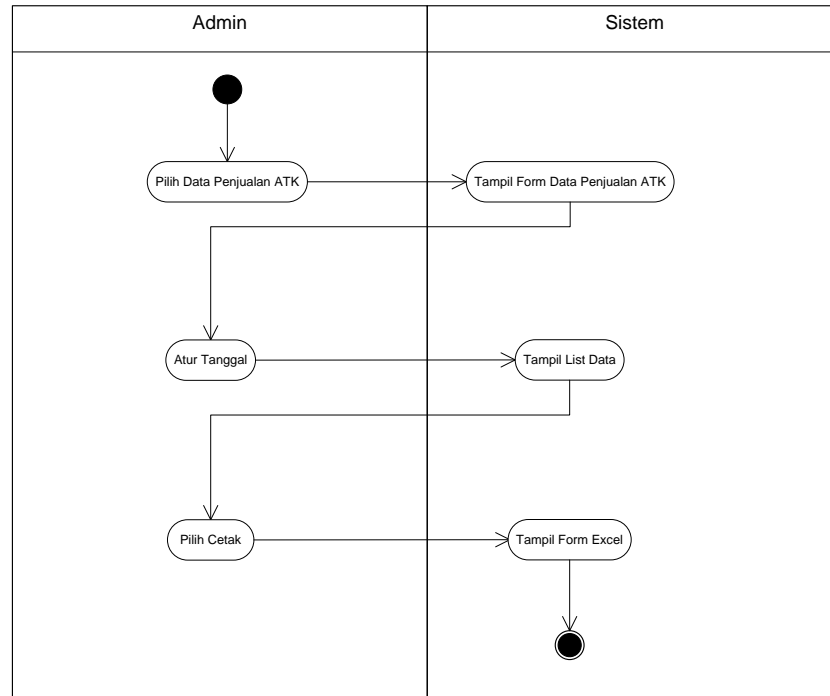 Admin
Sistem
Pilih Data Penjualan ATK
Tampil Form Data Penjualan ATK
Atur Tanggal
Tampil List Data
Pilih Cetak
Tampil Form Excel